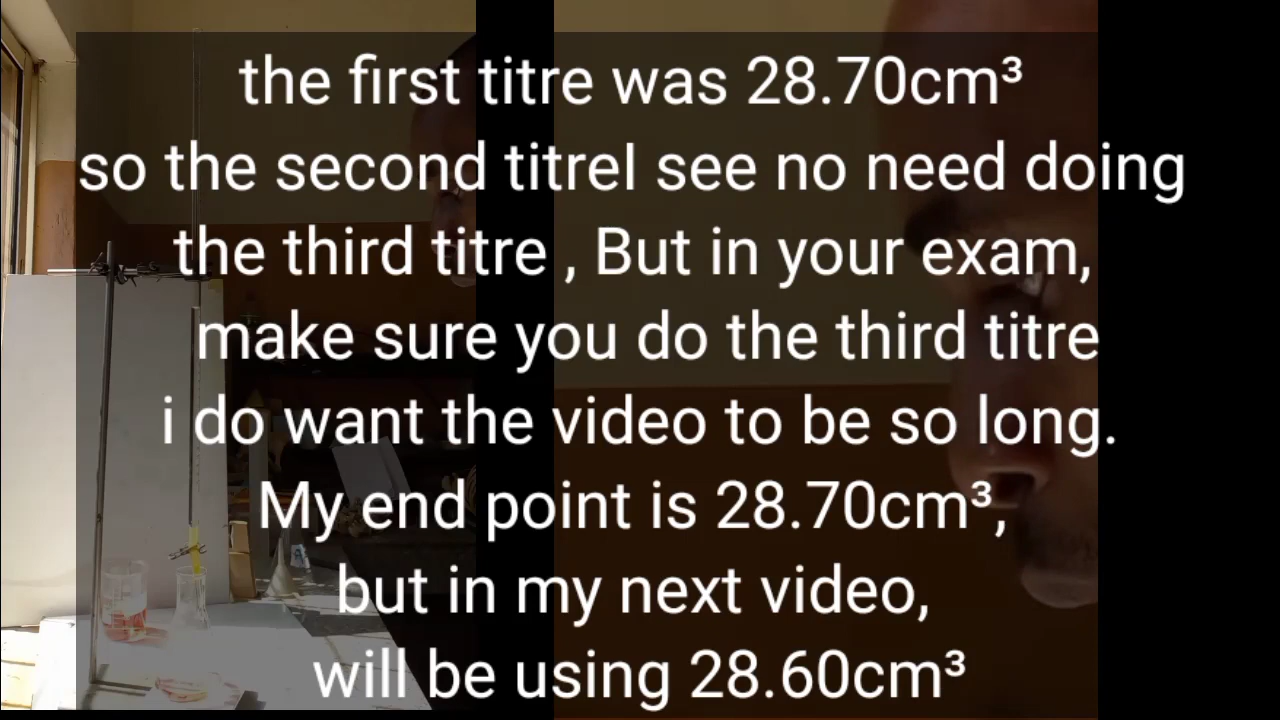 the first titre was 28.70cm³
so the second titreI see no need doing
the third titre , But in your exam,
make sure you do the third titre
i do want the video to be so long.
My end point is 28.70cm³,
but in my next video,
will be using 28.60cm³